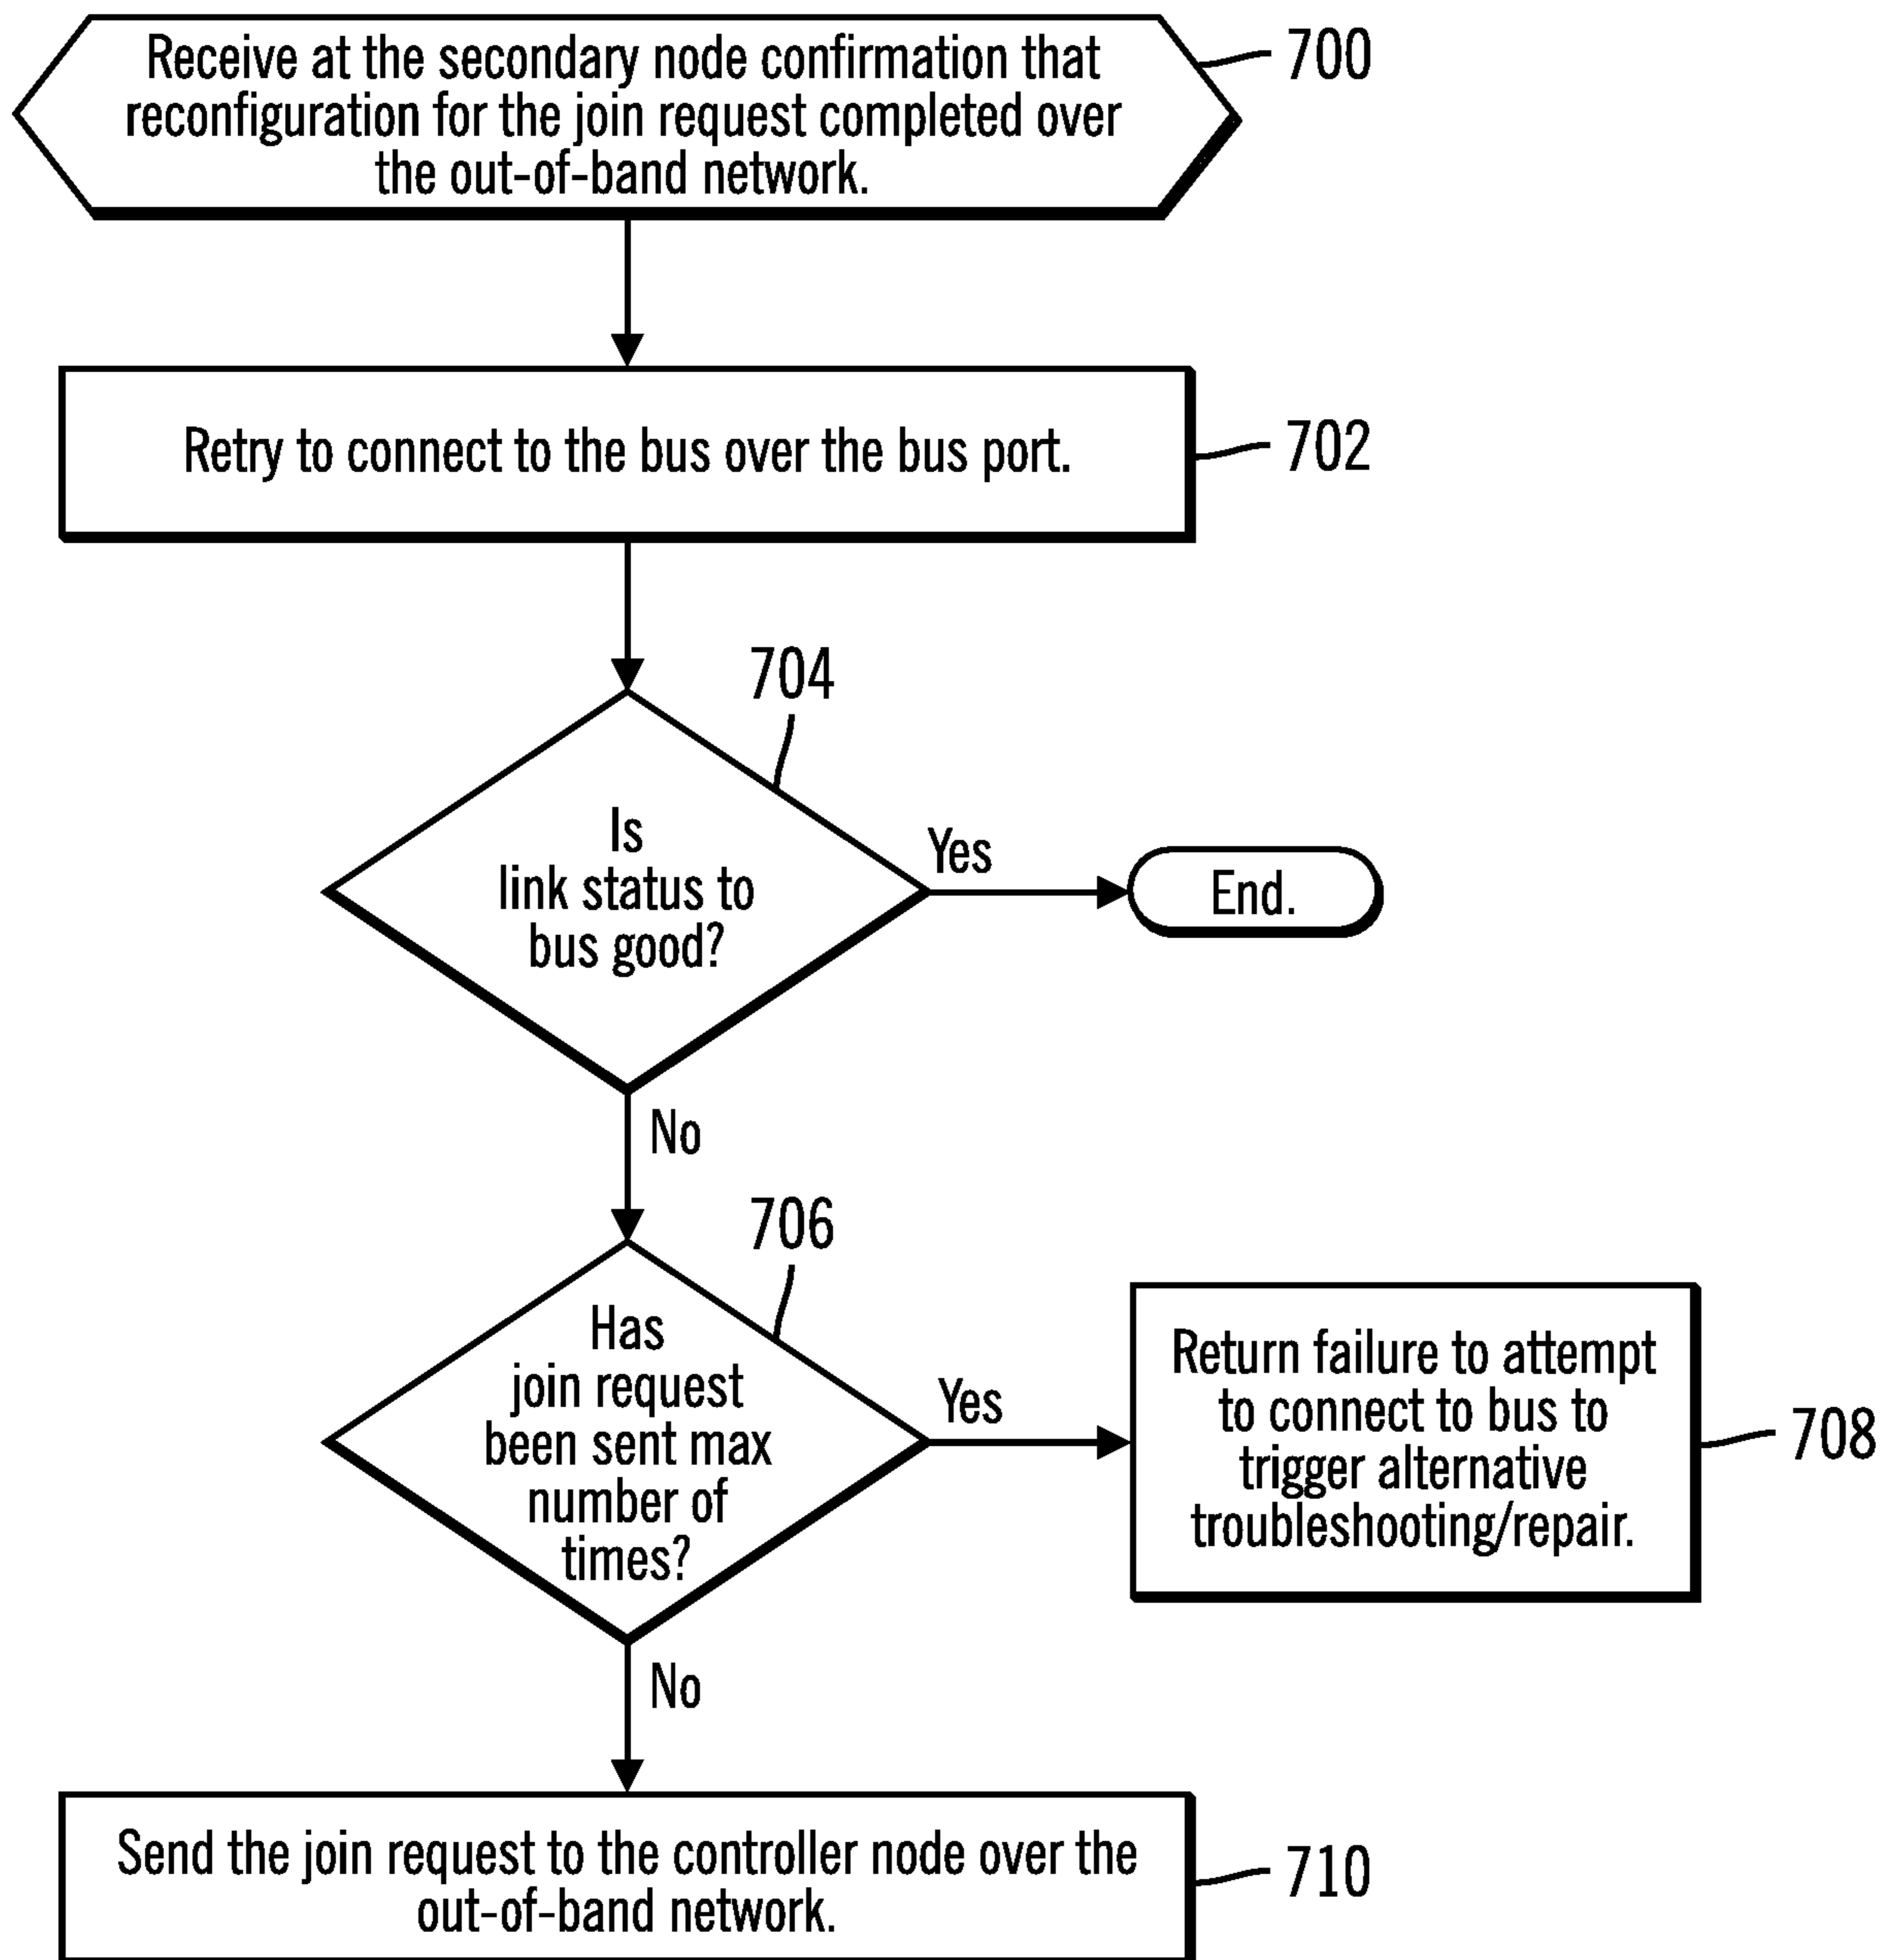 Receive at the secondary node confirmation that
reconfiguration for the join request completed over
the out-of-band network.
700
Retry to connect to the bus over the bus port.
702
704
Is
link status to
bus good?
Yes
End.
No
706
Has
join request
been sent max
number of
times?
Yes
Return failure to attempt
to connect to bus to
trigger alternative
troubleshooting/repair.
708
No
Send the join request to the controller node over the
out-of-band network.
710